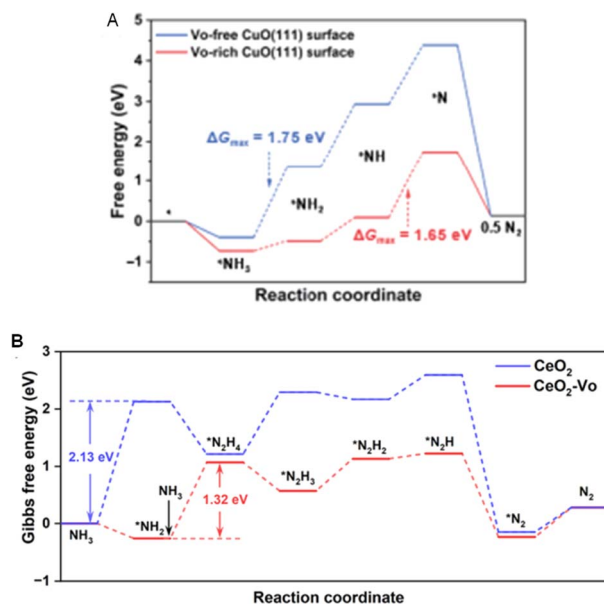 A
Vo-free CuO(111) surface
Vo-rich CuO(111) surface
Free energy (eV)
5
4
3
2
1
0
−1
ΔGmax = 1.75 eV
ΔGmax = 1.65 eV
*
*NH3
*NH2
*NH
*N
0.5 N2
Reaction coordinate
B
CeO2
CeO2-Vo
Gibbs free energy (eV)
3
2
1
0
−1
2.13 eV
1.32 eV
NH3
*NH2
NH3
*N2H4
*N2H3
*N2H2
*N2H
*N2
N2
Reaction coordinate